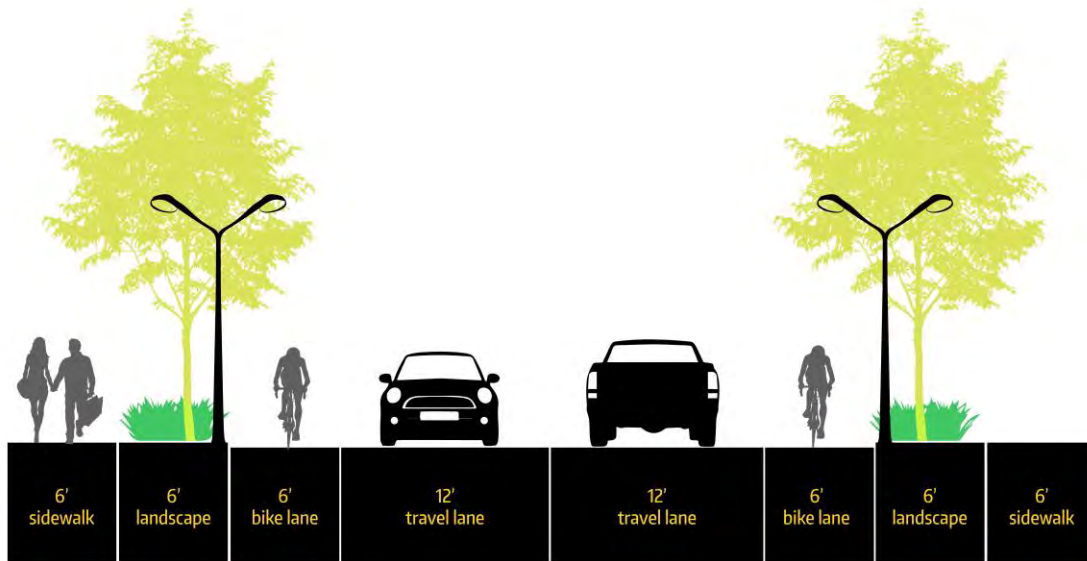 6’
sidewalk
6’
landscape
6’
bike lane
12’
travel lane
12’
travel lane
6’
bike lane
6’
landscape
6’
sidewalk